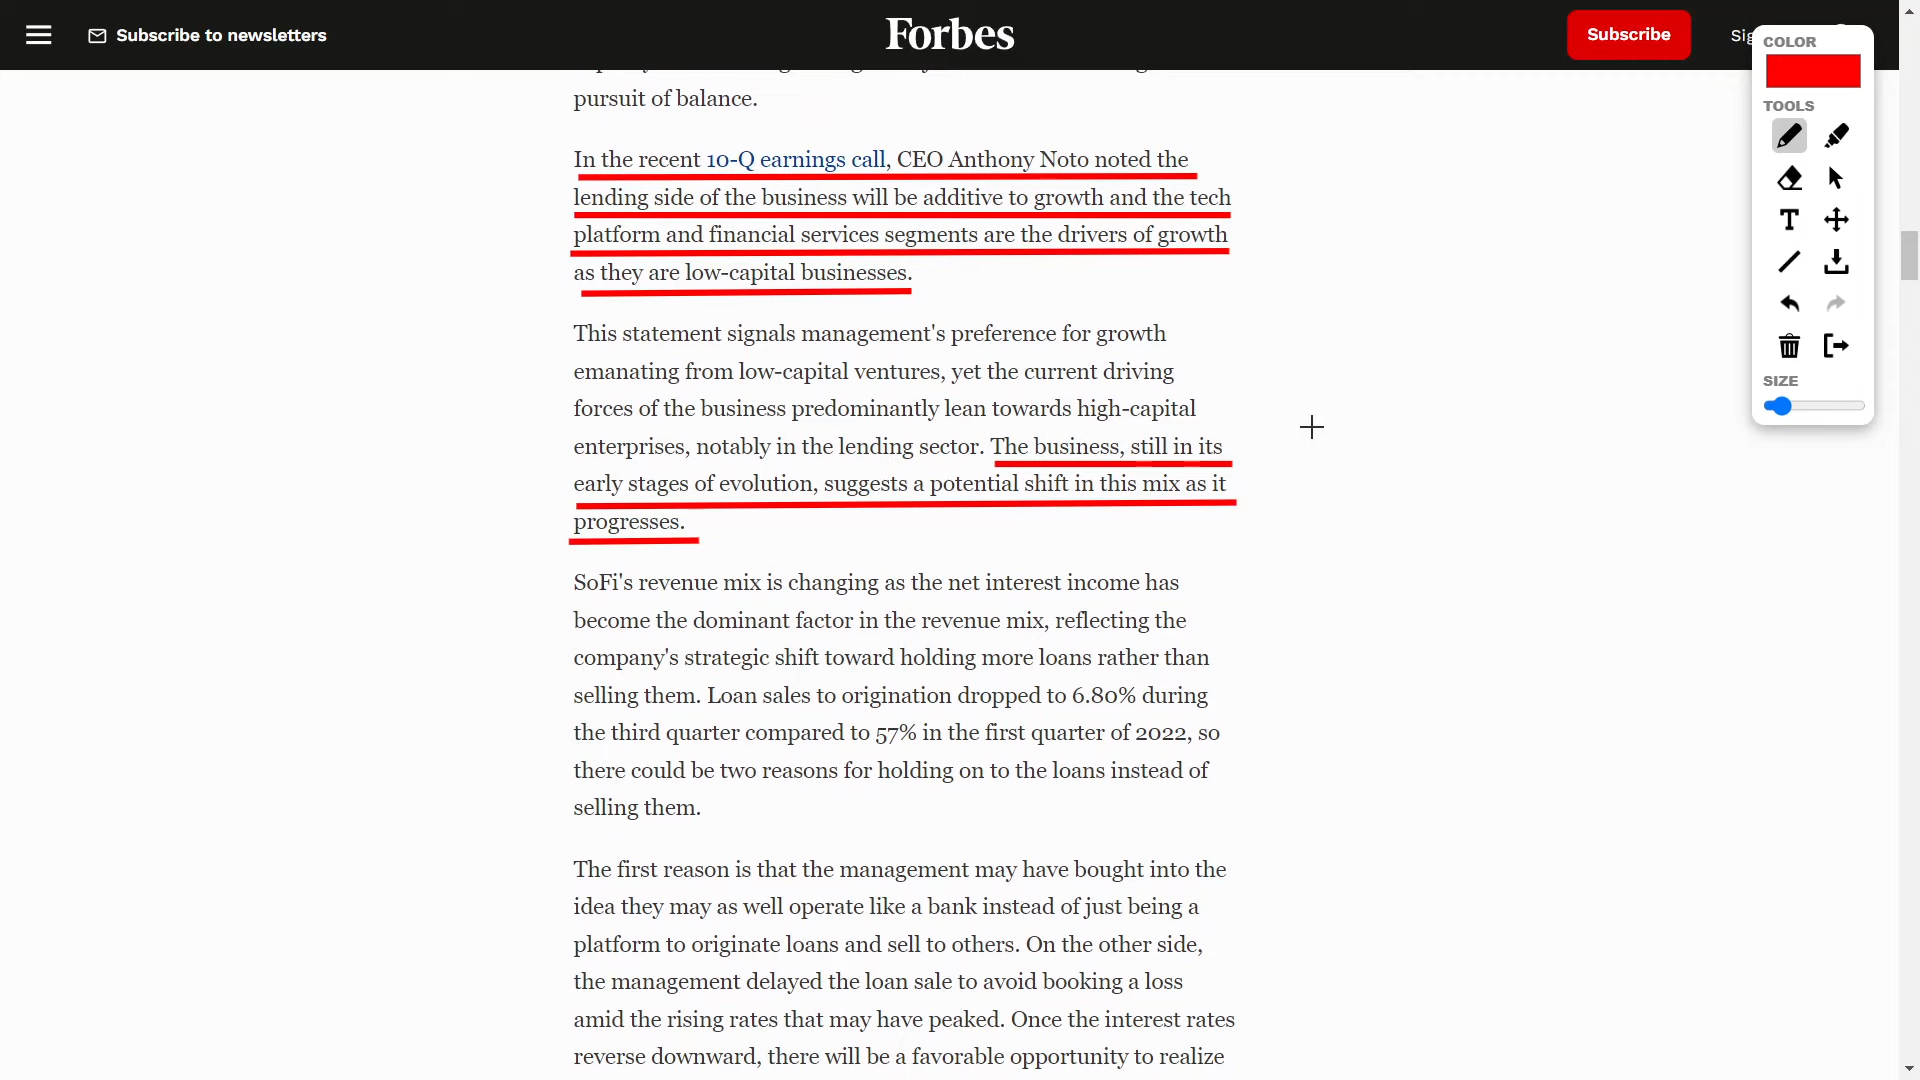 Subscribe to newsletters
Forbes
Subscribe
COLOR
TOOLS
SIZE
pursuit of balance.
In the recent 10-Q earnings call, CEO Anthony Noto noted the
lending side of the business will be additive to growth and the tech
platform and financial services segments are the drivers of growth
as they are low-capital businesses.
This statement signals management's preference for growth
emanating from low-capital ventures, yet the current driving
forces of the business predominantly lean towards high-capital
enterprises, notably in the lending sector. The business, still in its
early stages of evolution, suggests a potential shift in this mix as it
progresses.
SoFi's revenue mix is changing as the net interest income has
become the dominant factor in the revenue mix, reflecting the
company's strategic shift toward holding more loans rather than
selling them. Loan sales to origination dropped to 6.80% during
the third quarter compared to 57% in the first quarter of 2022, so
there could be two reasons for holding on to the loans instead of
selling them.
The first reason is that the management may have bought into the
idea they may as well operate like a bank instead of just being a
platform to originate loans and sell to others. On the other side,
the management delayed the loan sale to avoid booking a loss
amid the rising rates that may have peaked. Once the interest rates
reverse downward, there will be a favorable opportunity to realize